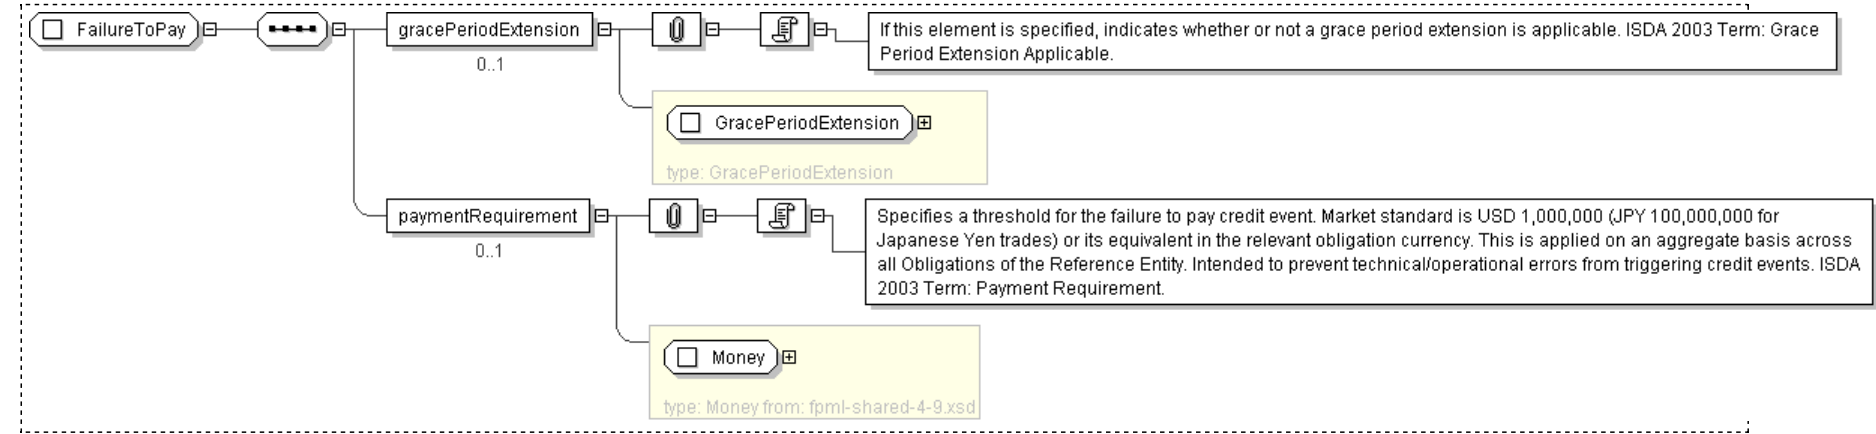 FailureToPay
gracePeriodExtension
0..1
If this element is specified, indicates whether or not a grace period extension is applicable. ISDA 2003 Term: Grace
Period Extension Applicable.
GracePeriodExtension
type: GracePeriodExtension
paymentRequirement
0..1
Specifies a threshold for the failure to pay credit event. Market standard is USD 1,000,000 (JPY 100,000,000 for
Japanese Yen trades) or its equivalent in the relevant obligation currency. This is applied on an aggregate basis across
all Obligations of the Reference Entity. Intended to prevent technical/operational errors from triggering credit events. ISDA
2003 Term: Payment Requirement.
Money
type: Money from: fpml-shared-4-9.xsd